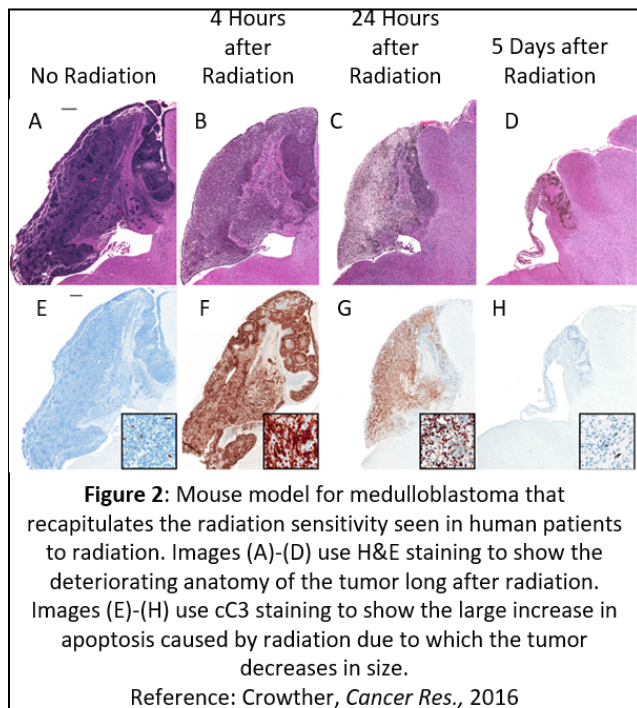 4 Hours
after
Radiation
24 Hours
after
Radiation
No Radiation
5 Days after
Radiation
A
B
C
D
E
F
G
H
Figure 2: Mouse model for medulloblastoma that
recapitulates the radiation sensitivity seen in human patients
to radiation. Images (A)-(D) use H&E staining to show the
deteriorating anatomy of the tumor long after radiation.
Images (E)-(H) use cC3 staining to show the large increase in
apoptosis caused by radiation due to which the tumor
decreases in size.
Reference: Crowther, Cancer Res., 2016